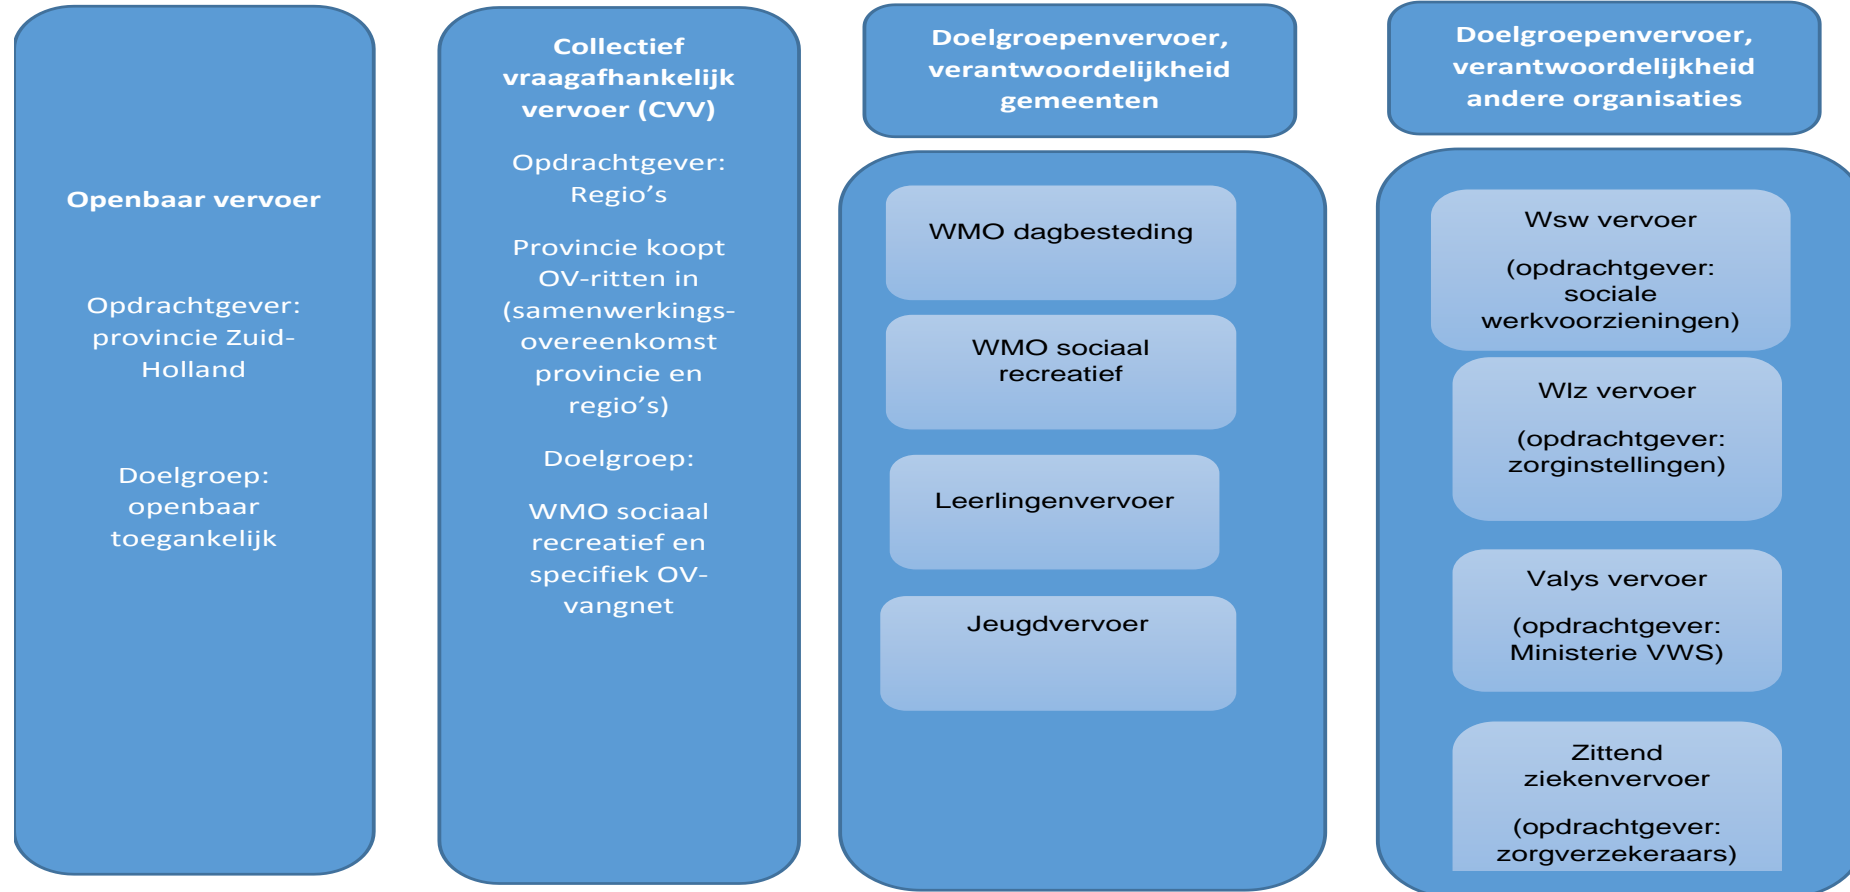 Openbaar vervoer
Opdrachtgever:
provincie Zuid-
Holland
Doelgroep:
openbaar
toegankelijk
Collectief
vraagafhankelijk
vervoer (CVV)
Opdrachtgever:
Regio’s
Provincie koopt
OV-ritten in
(samenwerkings-
overeenkomst
provincie en
regio’s)
Doelgroep:
WMO sociaal
recreatief en
specifiek OV-
vangnet
Doelgroepenvervoer,
verantwoordelijkheid
gemeenten
WMO dagbesteding
WMO sociaal
recreatief
Leerlingenvervoer
Jeugdvervoer
Doelgroepenvervoer,
verantwoordelijkheid
andere organisaties
Wsw vervoer
(opdrachtgever:
sociale
werkvoorzieningen)
Wlz vervoer
(opdrachtgever:
zorginstellingen)
Valys vervoer
(opdrachtgever:
Ministerie VWS)
Zittend
ziekenvervoer
(opdrachtgever:
zorgverzekeraars)